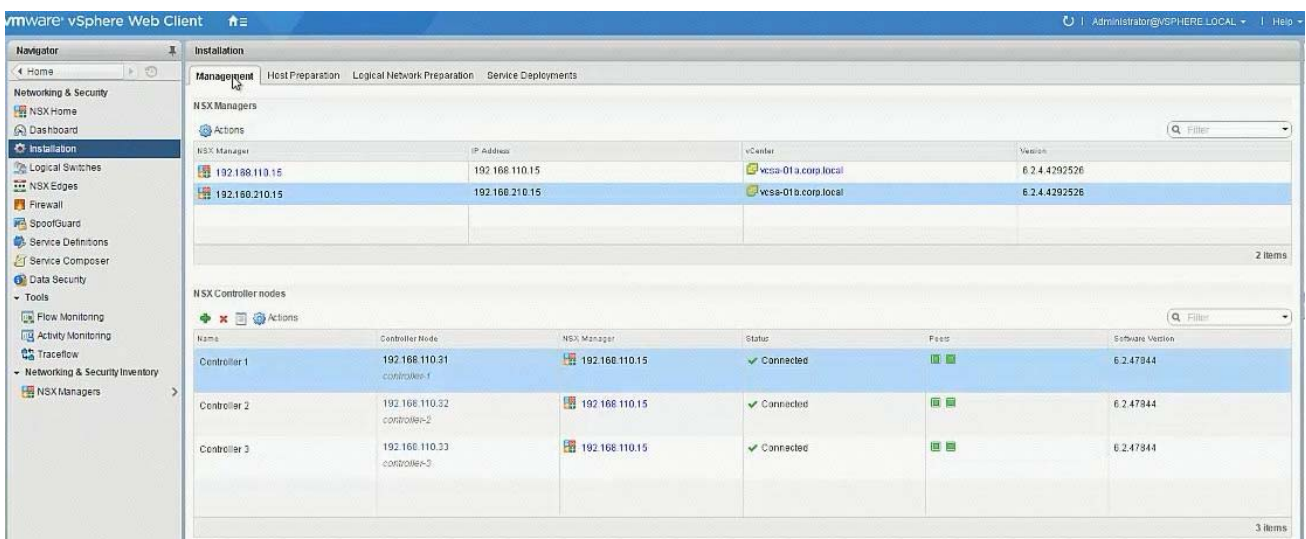 vmware® vSphere Web Client
Administrator@VSPHERE.LOCAL
Help
Navigator
Home
Networking & Security
NSX Home
Dashboard
Installation
Logical Switches
NSX Edges
Firewall
SpoofGuard
Service Definitions
Service Composer
Data Security
Tools
Flow Monitoring
Activity Monitoring
Traceflow
Networking & Security Inventory
NSX Managers
Installation
Management Host Preparation Logical Network Preparation Service Deployments
NSX Managers
Actions
Filter
NSX Manager IP Address vCenter Version
192.168.110.15 192.168.110.15 vcsa-01a.corp.local 6.2.4.4292526
192.168.210.15 192.168.210.15 vcsa-01b.corp.local 6.2.4.4292526
2 items
NSX Controller nodes
Actions
Filter
Name Controller Node NSX Manager Status Peers Software Version
Controller 1 192.168.110.31 192.168.110.15 Connected 6.2.47844
controller-1
Controller 2 192.168.110.32 192.168.110.15 Connected 6.2.47844
controller-2
Controller 3 192.168.110.33 192.168.110.15 Connected 6.2.47844
controller-3
3 items